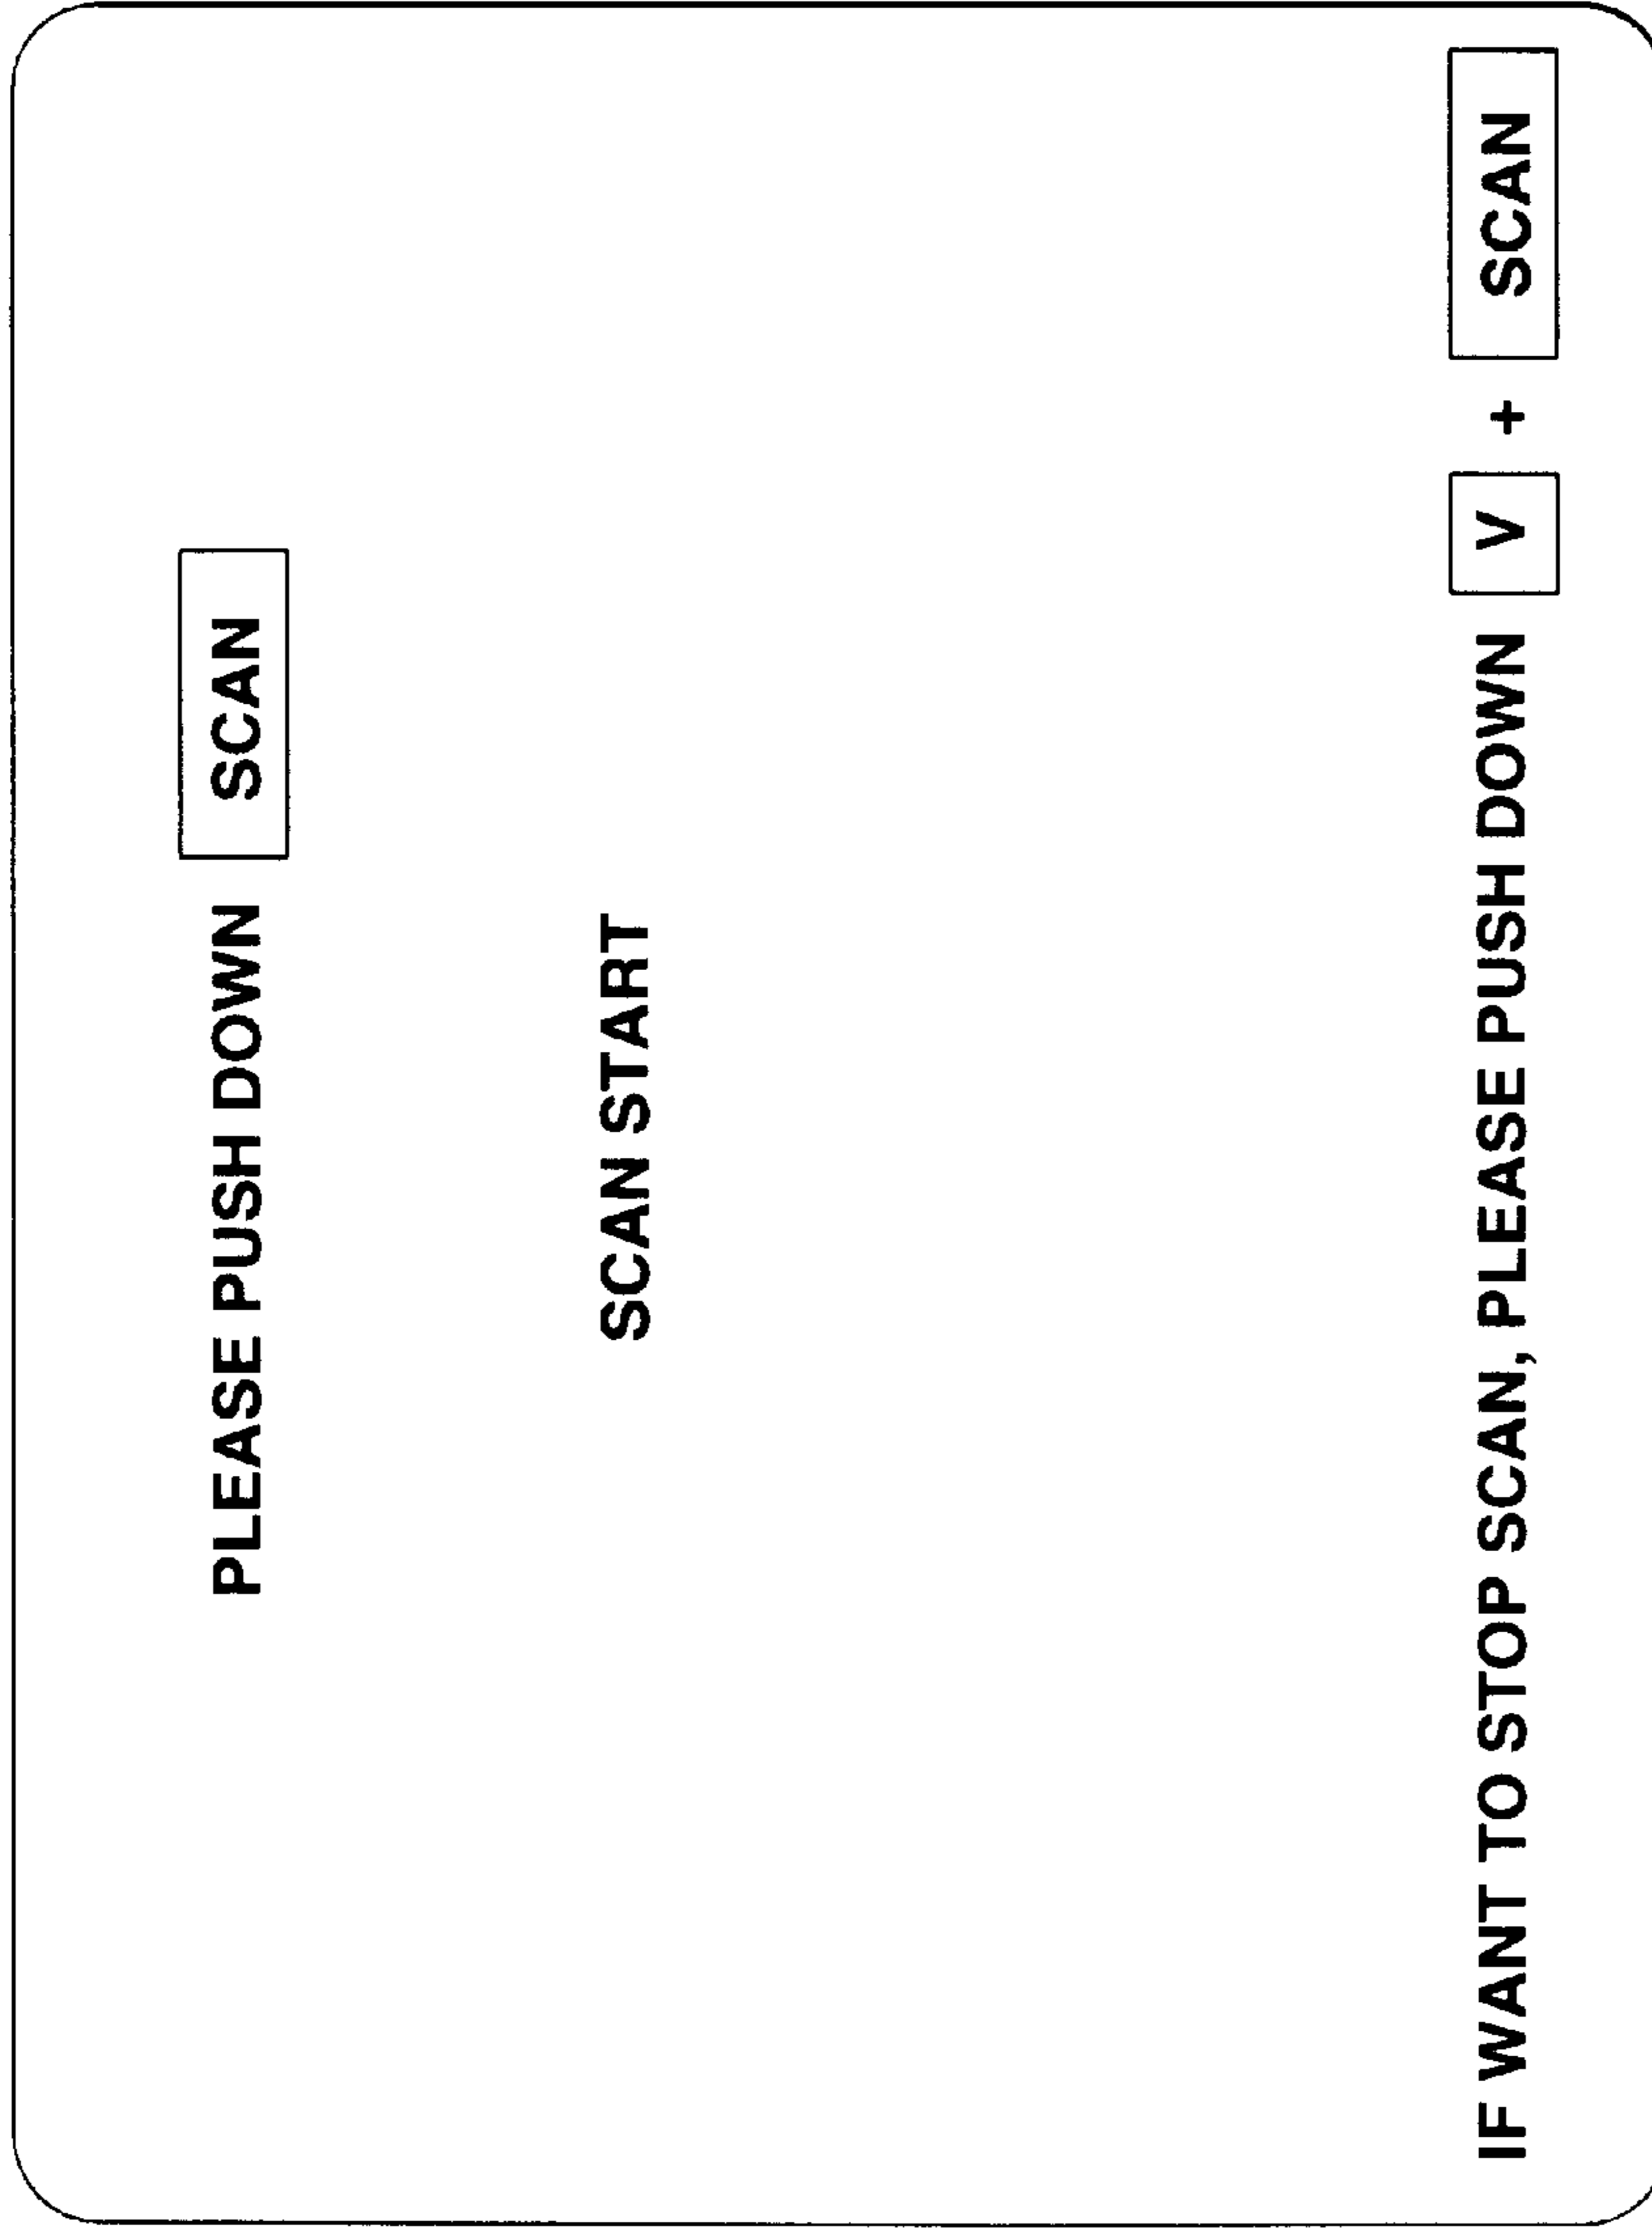 PLEASE PUSH DOWN SCAN
SCAN START
IF WANT TO STOP SCAN, PLEASE PUSH DOWN V + SCAN